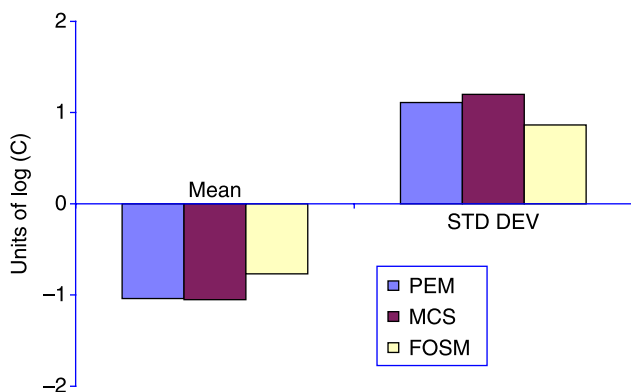 2
1
0
−1
−2
Units of log (C)
Mean
STD DEV
PEM
MCS
FOSM